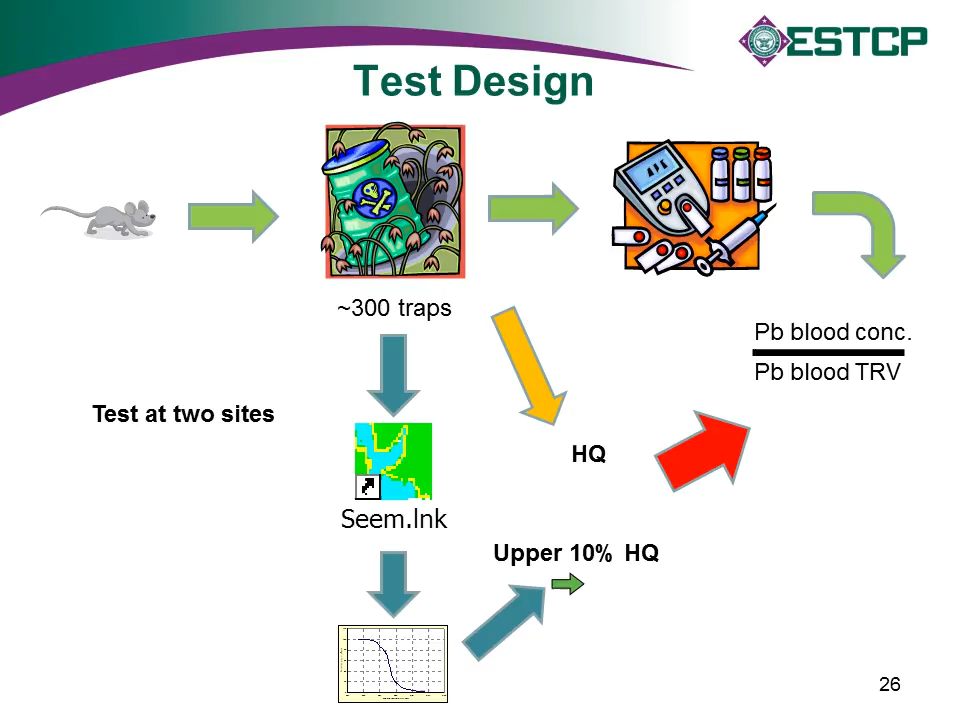 ESTCP
Test Design
~300 traps
Pb blood conc.
Pb blood TRV
Test at two sites
HQ
Seem.lnk
Upper 10% HQ
26